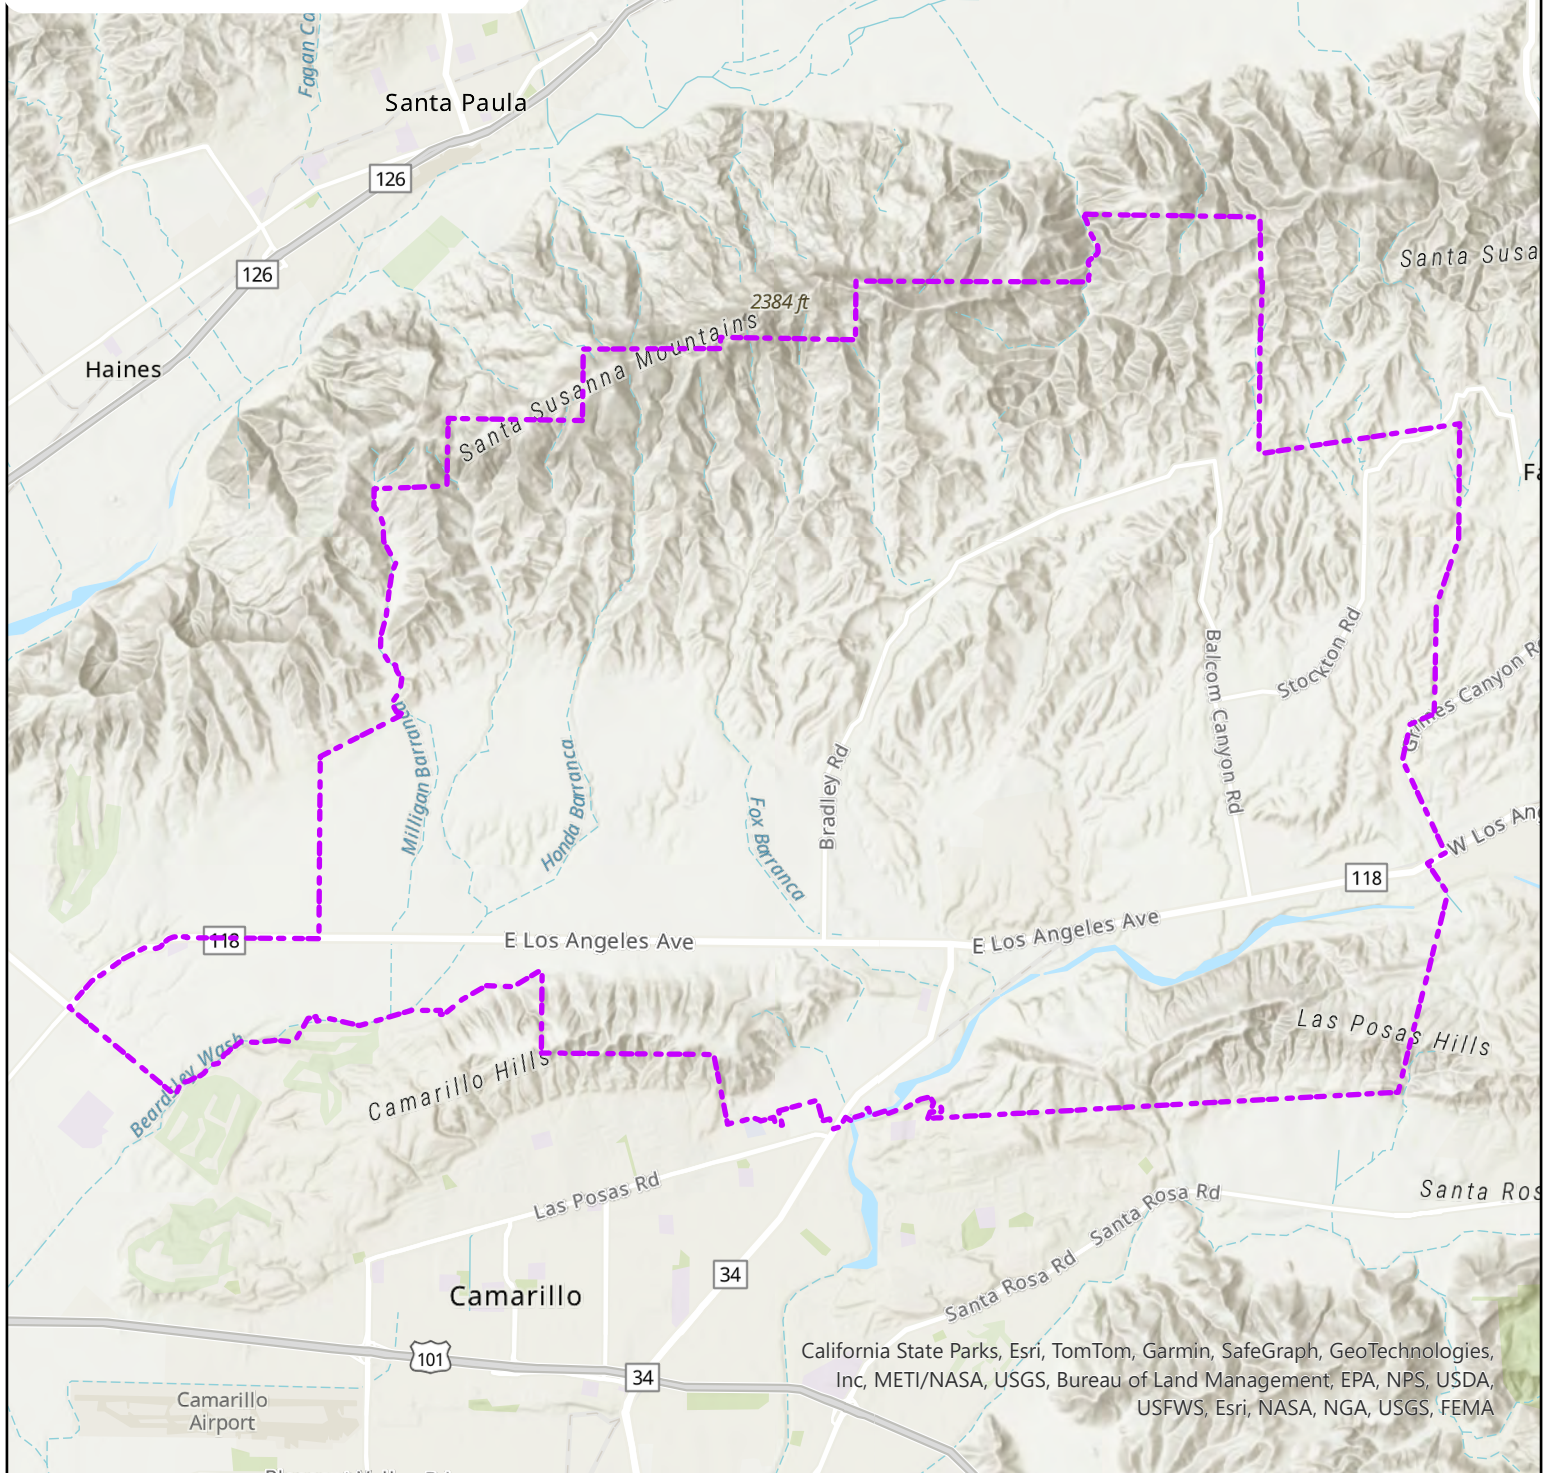 Fagan Ca
Santa Paula
126
126
Santa Susa
2384 ft
Santa Susanna Mountains
Haines
Fa
Balcom Canyon Rd
Stockton Rd
Grimes Canyon Rd
Milligan Barranca
Honda Barranca
Fox Barranca
Bradley Rd
W Los Ang
118
118
E Los Angeles Ave
E Los Angeles Ave
Las Posas Hills
Beardsley Wash
Camarillo Hills
Las Posas Rd
Santa Rosa Rd
Santa Ros
Santa Rosa Rd
34
Camarillo
101
34
California State Parks, Esri, TomTom, Garmin, SafeGraph, GeoTechnologies,
Inc, METI/NASA, USGS, Bureau of Land Management, EPA, NPS, USDA,
USFWS, Esri, NASA, NGA, USGS, FEMA
Camarillo
Airport